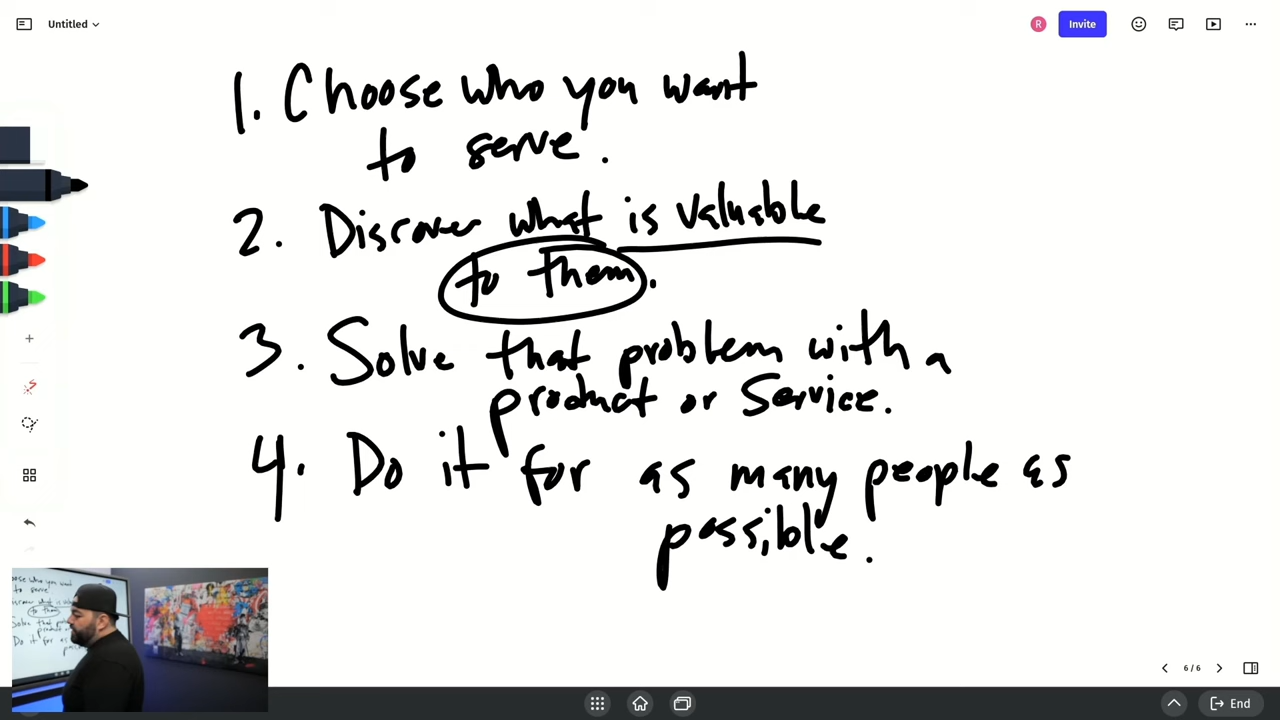 Untitled
R
Invite
1. Choose who you want
to serve.
2. Discover what is valuable
to them.
3. Solve that problem with a
product or Service.
4. Do it for as many people as
possible.
6/6
End